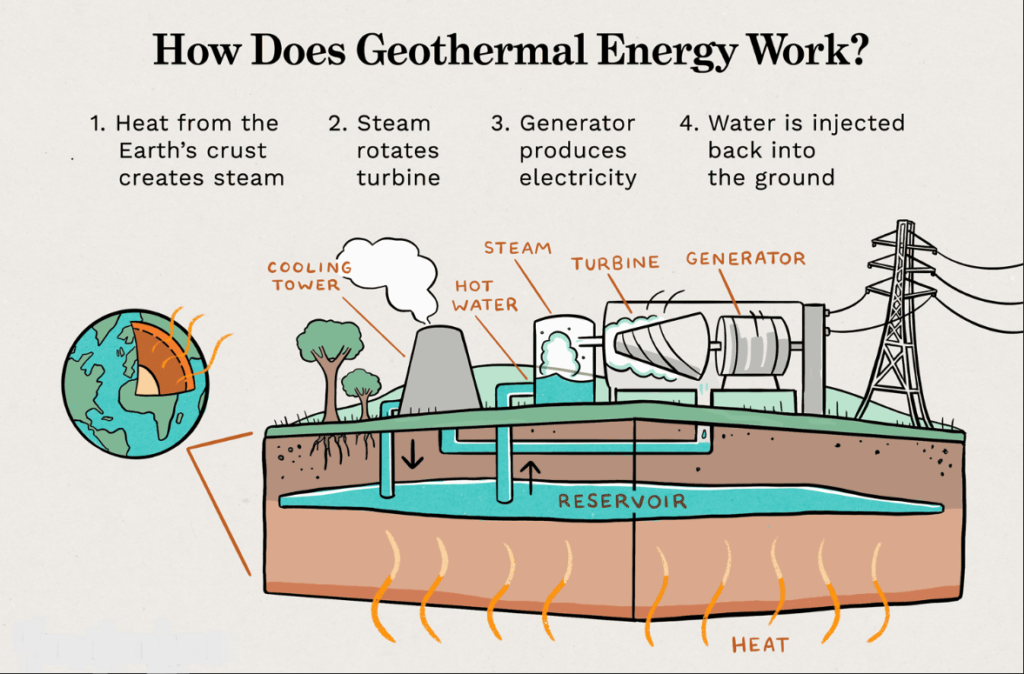 How Does Geothermal Energy Work?
1. Heat from the
Earth's crust
creates steam
2. Steam
rotates
turbine
3. Generator
produces
electricity
4. Water is injected
back into
the ground
COOLING
TOWER
HOT
WATER
STEAM
TURBINE
GENERATOR
RESERVOIR
HEAT